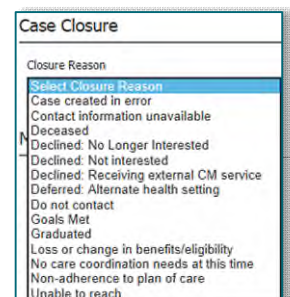 Case Closure
Closure Reason
Select Closure Reason
Case created in error
Contact information unavailable
Deceased
Declined: No Longer Interested
Declined: Not interested
Declined: Receiving external CM service
Deferred: Alternate health setting
Do not contact
Goals Met
Graduated
Loss or change in benefits/eligibility
No care coordination needs at this time
Non-adherence to plan of care
Unable to reach